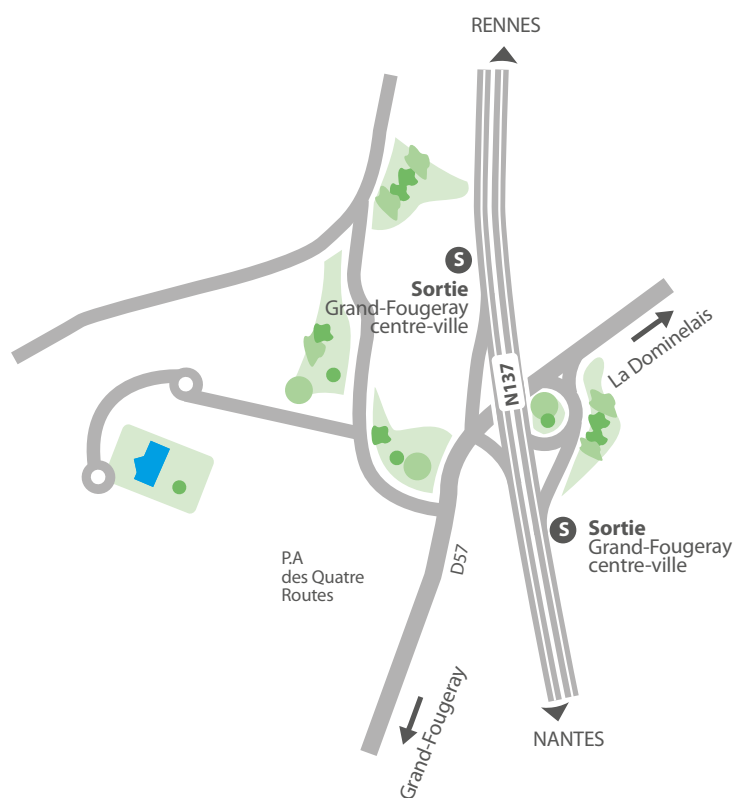 RENNES
S
Sortie
Grand-Fougeray
centre-ville
La Dominelais
N137
S
Sortie
Grand-Fougeray
centre-ville
P.A
des Quatre
Routes
D57
Grand-Fougeray
NANTES